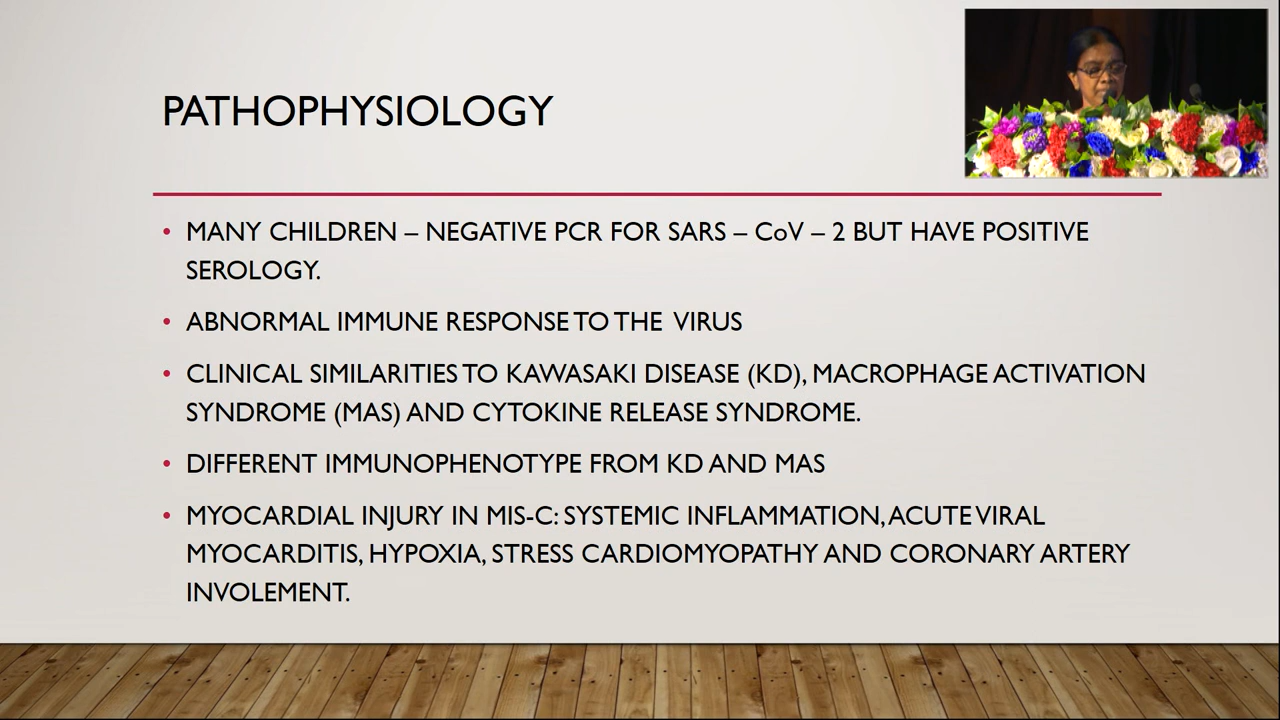 PATHOPHYSIOLOGY
• MANY CHILDREN – NEGATIVE PCR FOR SARS – CoV – 2 BUT HAVE POSITIVE
SEROLOGY.
• ABNORMAL IMMUNE RESPONSE TO THE VIRUS
• CLINICAL SIMILARITIES TO KAWASAKI DISEASE (KD), MACROPHAGE ACTIVATION
SYNDROME (MAS) AND CYTOKINE RELEASE SYNDROME.
• DIFFERENT IMMUNOPHENOTYPE FROM KD AND MAS
• MYOCARDIAL INJURY IN MIS-C: SYSTEMIC INFLAMMATION, ACUTE VIRAL
MYOCARDITIS, HYPOXIA, STRESS CARDIOMYOPATHY AND CORONARY ARTERY
INVOLEMENT.